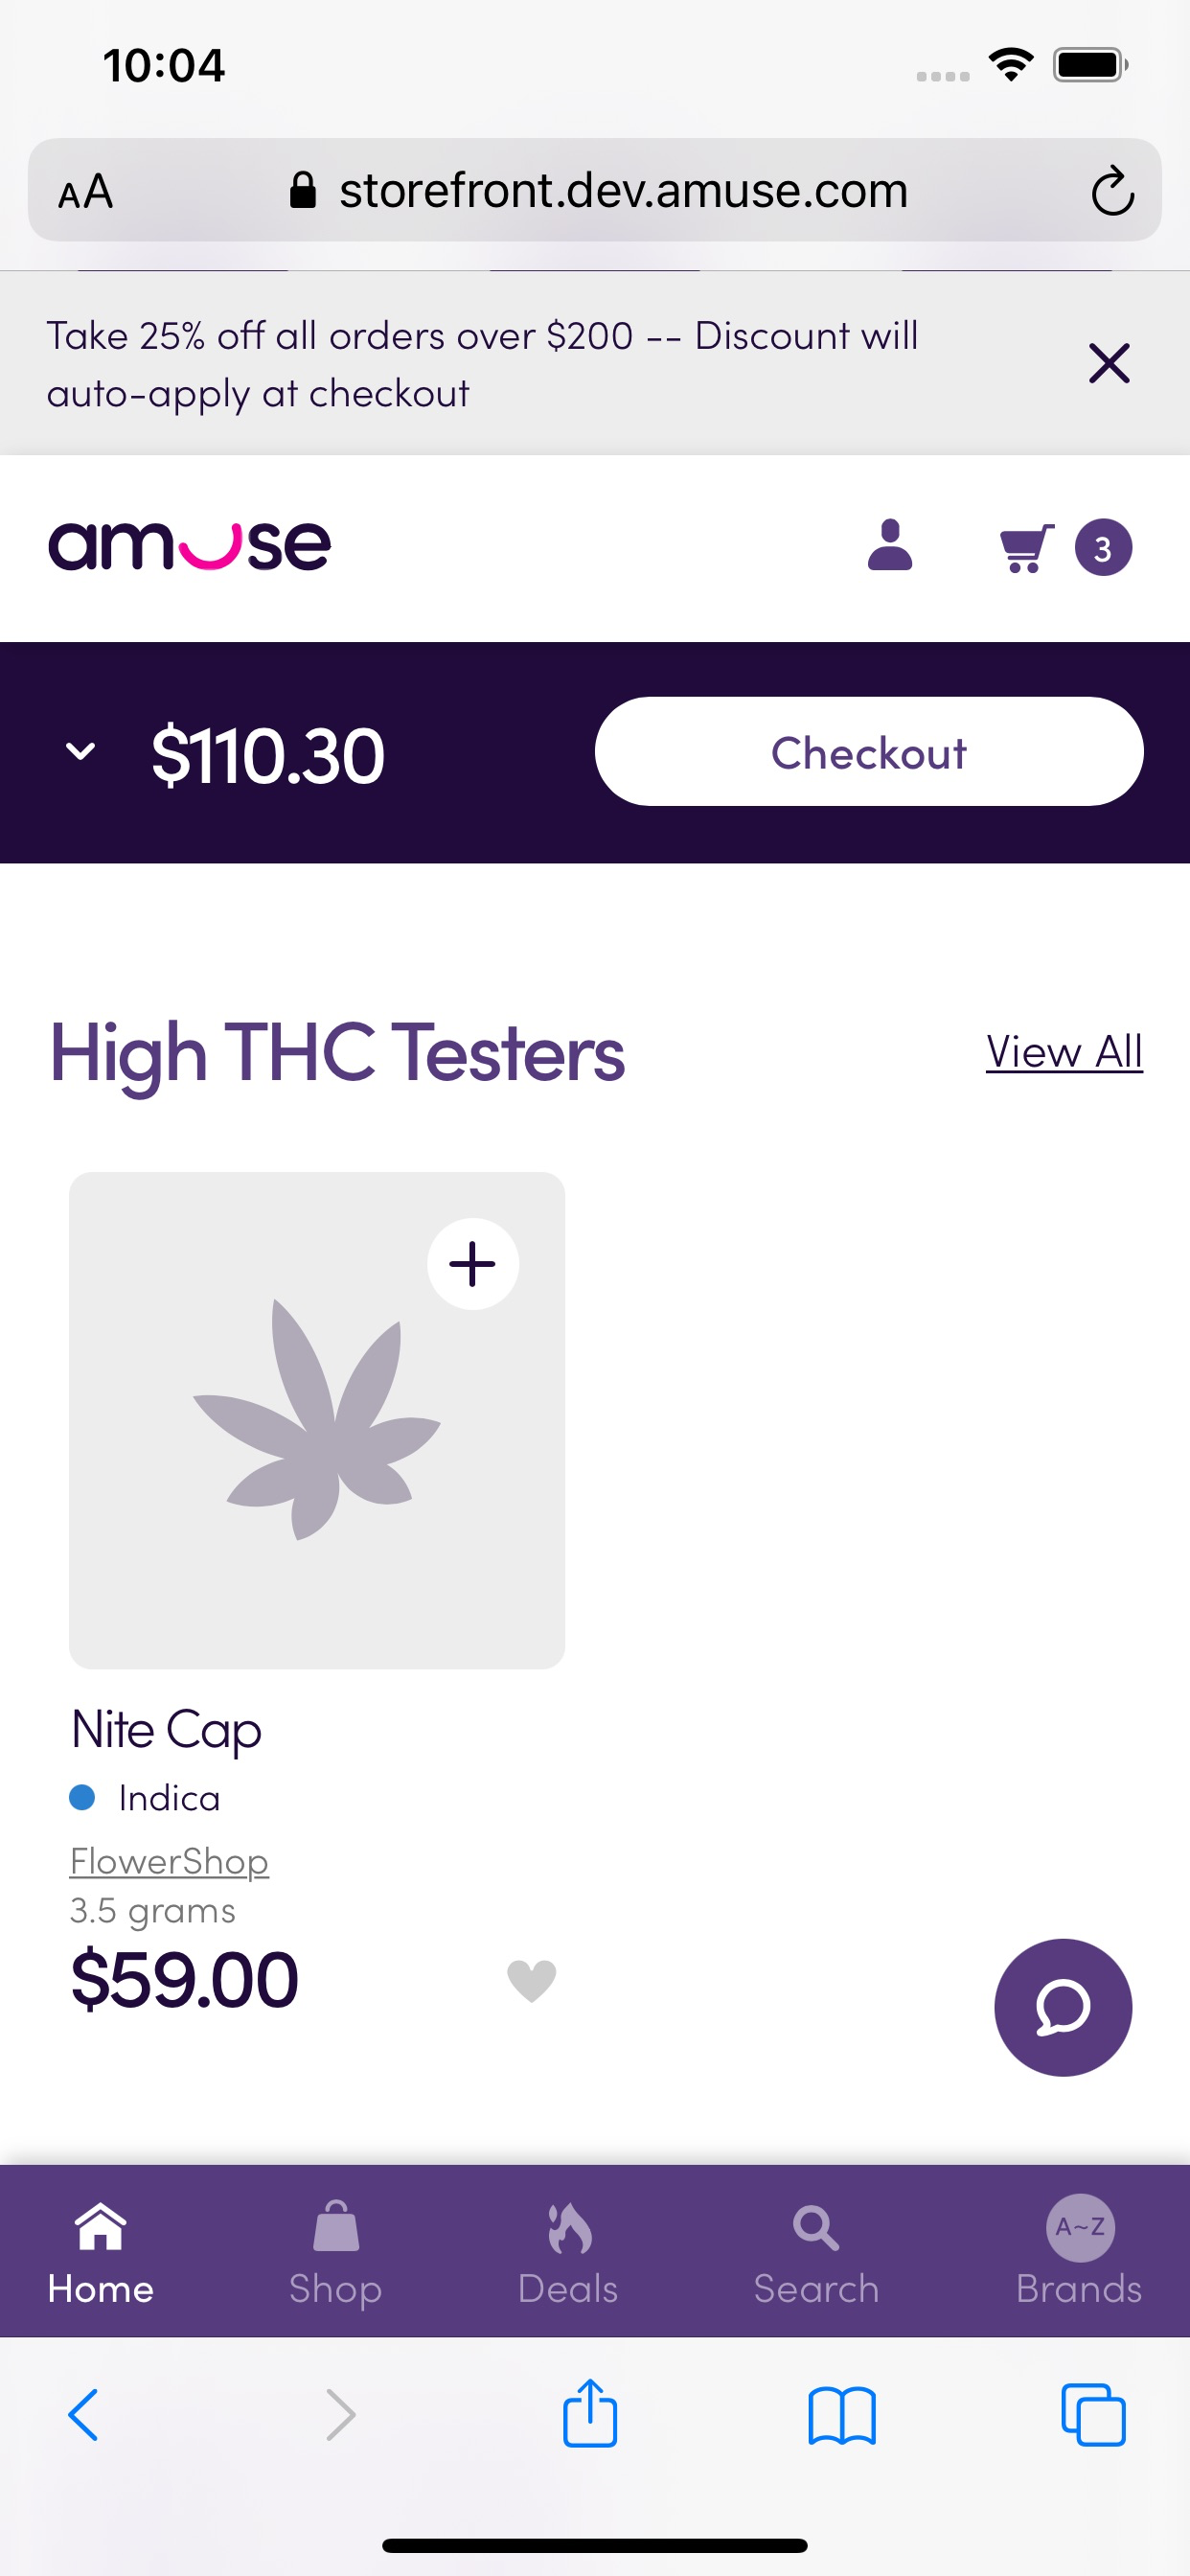 10:04
AA
storefront.dev.amuse.com
Take 25% off all orders over $200 -- Discount will
auto-apply at checkout
amuse
3
$110.30
Checkout
High THC Testers
View All
Nite Cap
Indica
FlowerShop
3.5 grams
$59.00
A~Z
Home
Shop
Deals
Search
Brands